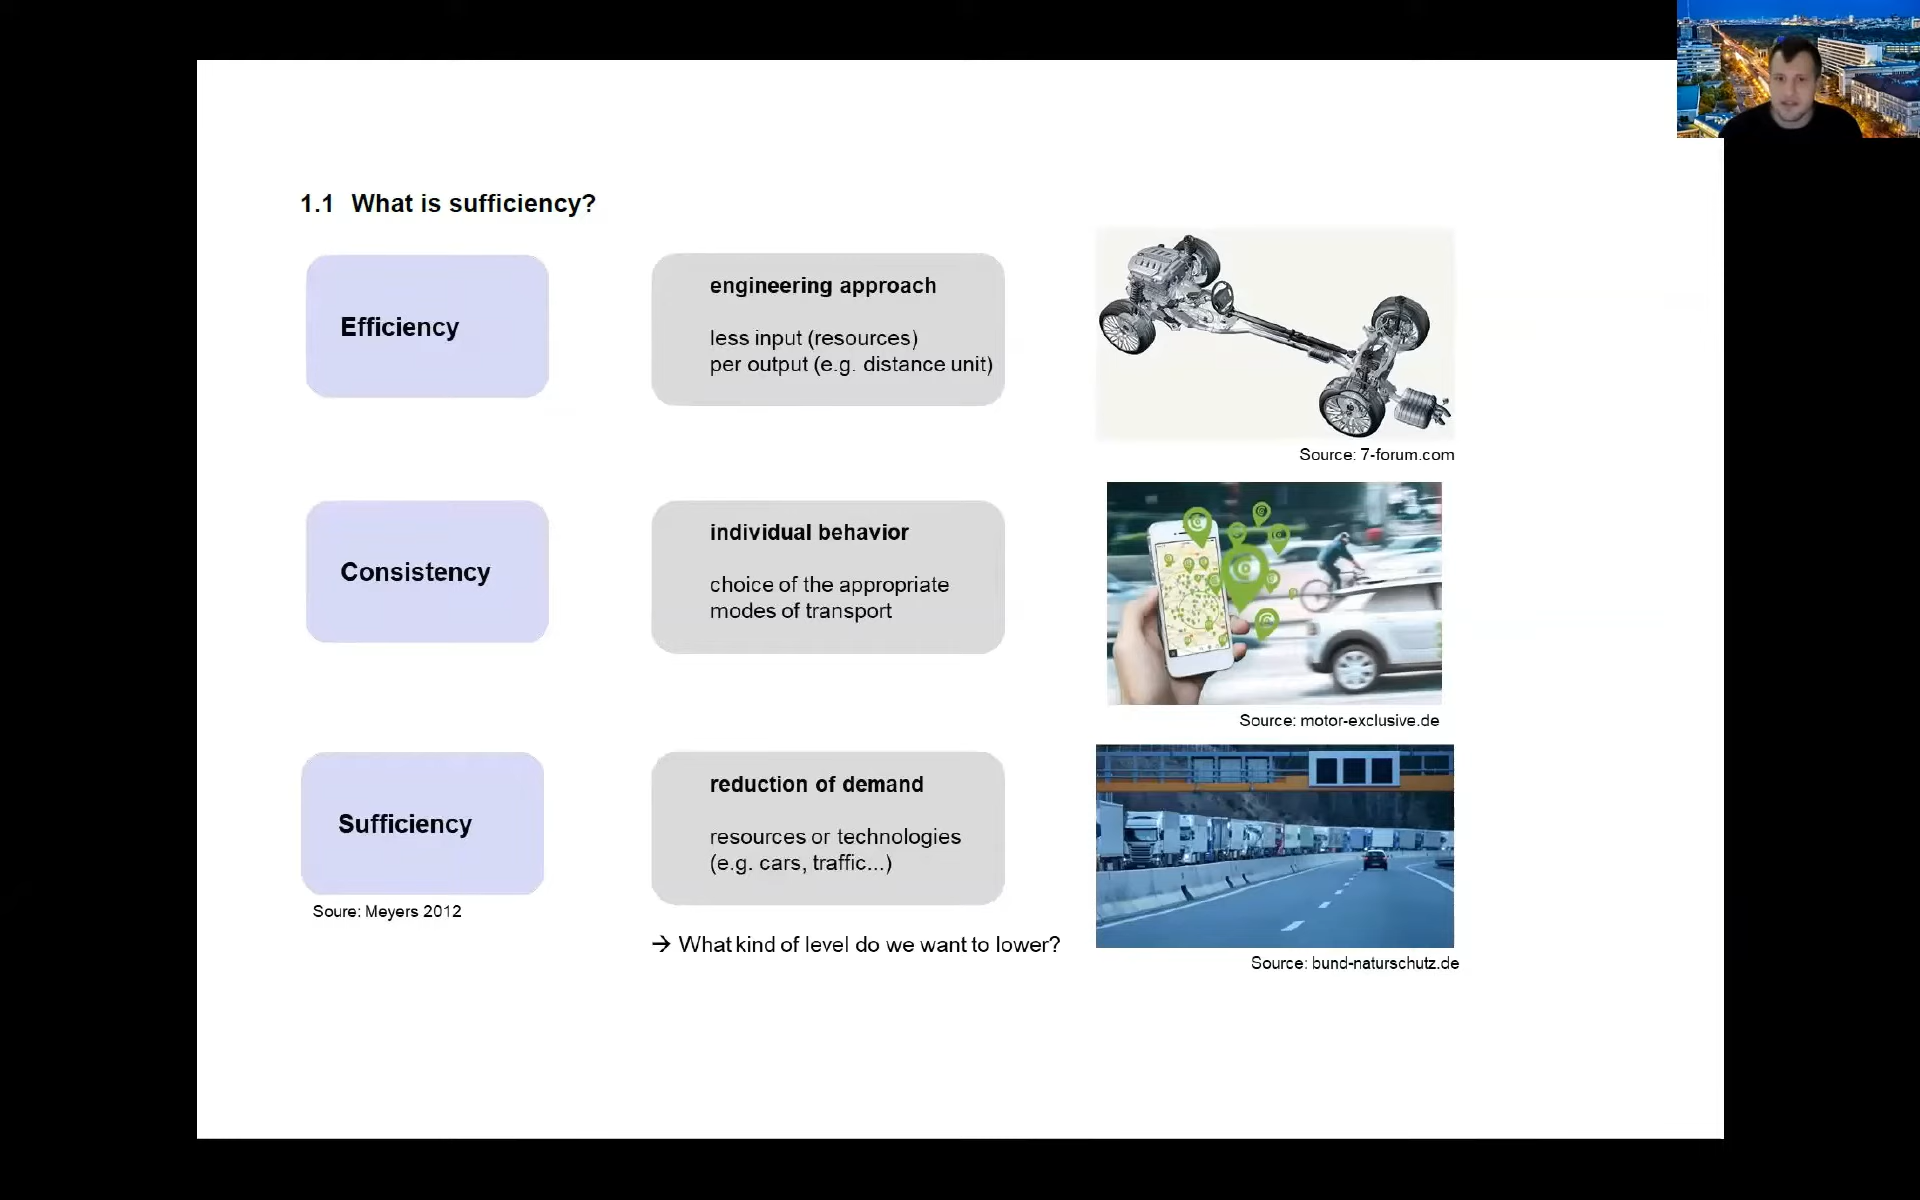 1.1 What is sufficiency?
Efficiency
engineering approach
less input (resources)
per output (e.g. distance unit)
Source: 7-forum.com
Consistency
individual behavior
choice of the appropriate
modes of transport
Source: motor-exclusive.de
Sufficiency
reduction of demand
resources or technologies
(e.g. cars, traffic...)
Soure: Meyers 2012
→ What kind of level do we want to lower?
Source: bund-naturschutz.de